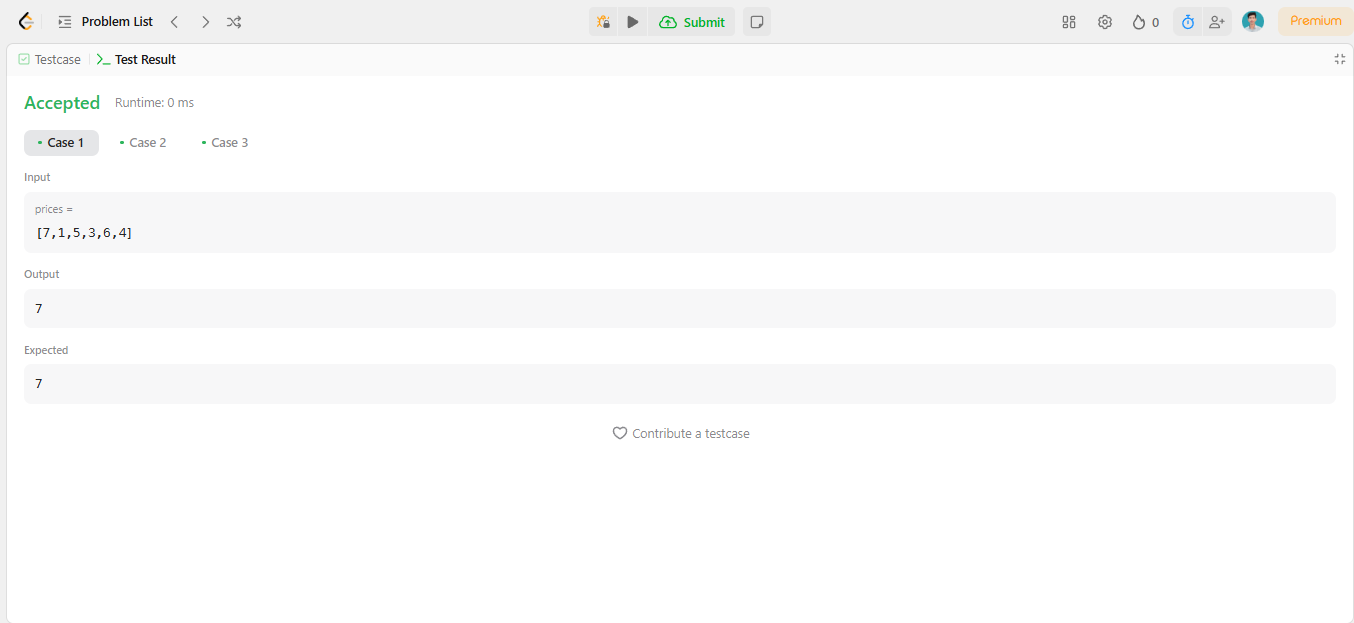 Problem List Submit 0 Premium
Testcase Test Result
Accepted Runtime: 0 ms
Case 1 Case 2 Case 3
Input
prices =
[7,1,5,3,6,4]
Output
7
Expected
7
Contribute a testcase